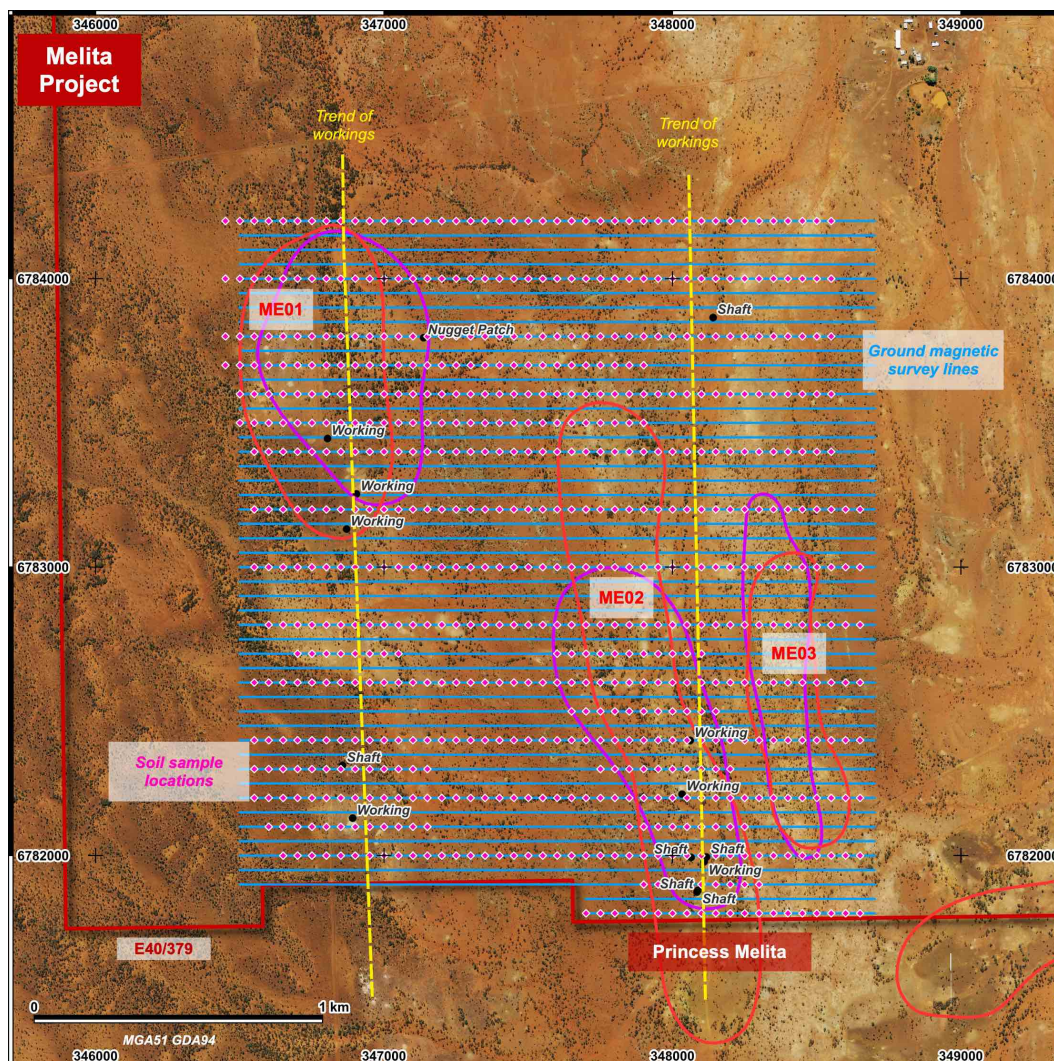 346000
347000
348000
349000
Melita
Project
Trend of
workings
Trend of
workings
6784000
6784000
ME01
Shaft
Nugget Patch
Ground magnetic
survey lines
Working
Working
Working
6783000
6783000
ME02
ME03
Working
Soil sample
locations
Shaft
Working
Working
Shaft
Shaft
6782000
6782000
Working
Shaft
Shaft
E40/379
Princess Melita
0
1 km
MGA51 GDA94
346000
347000
348000
349000